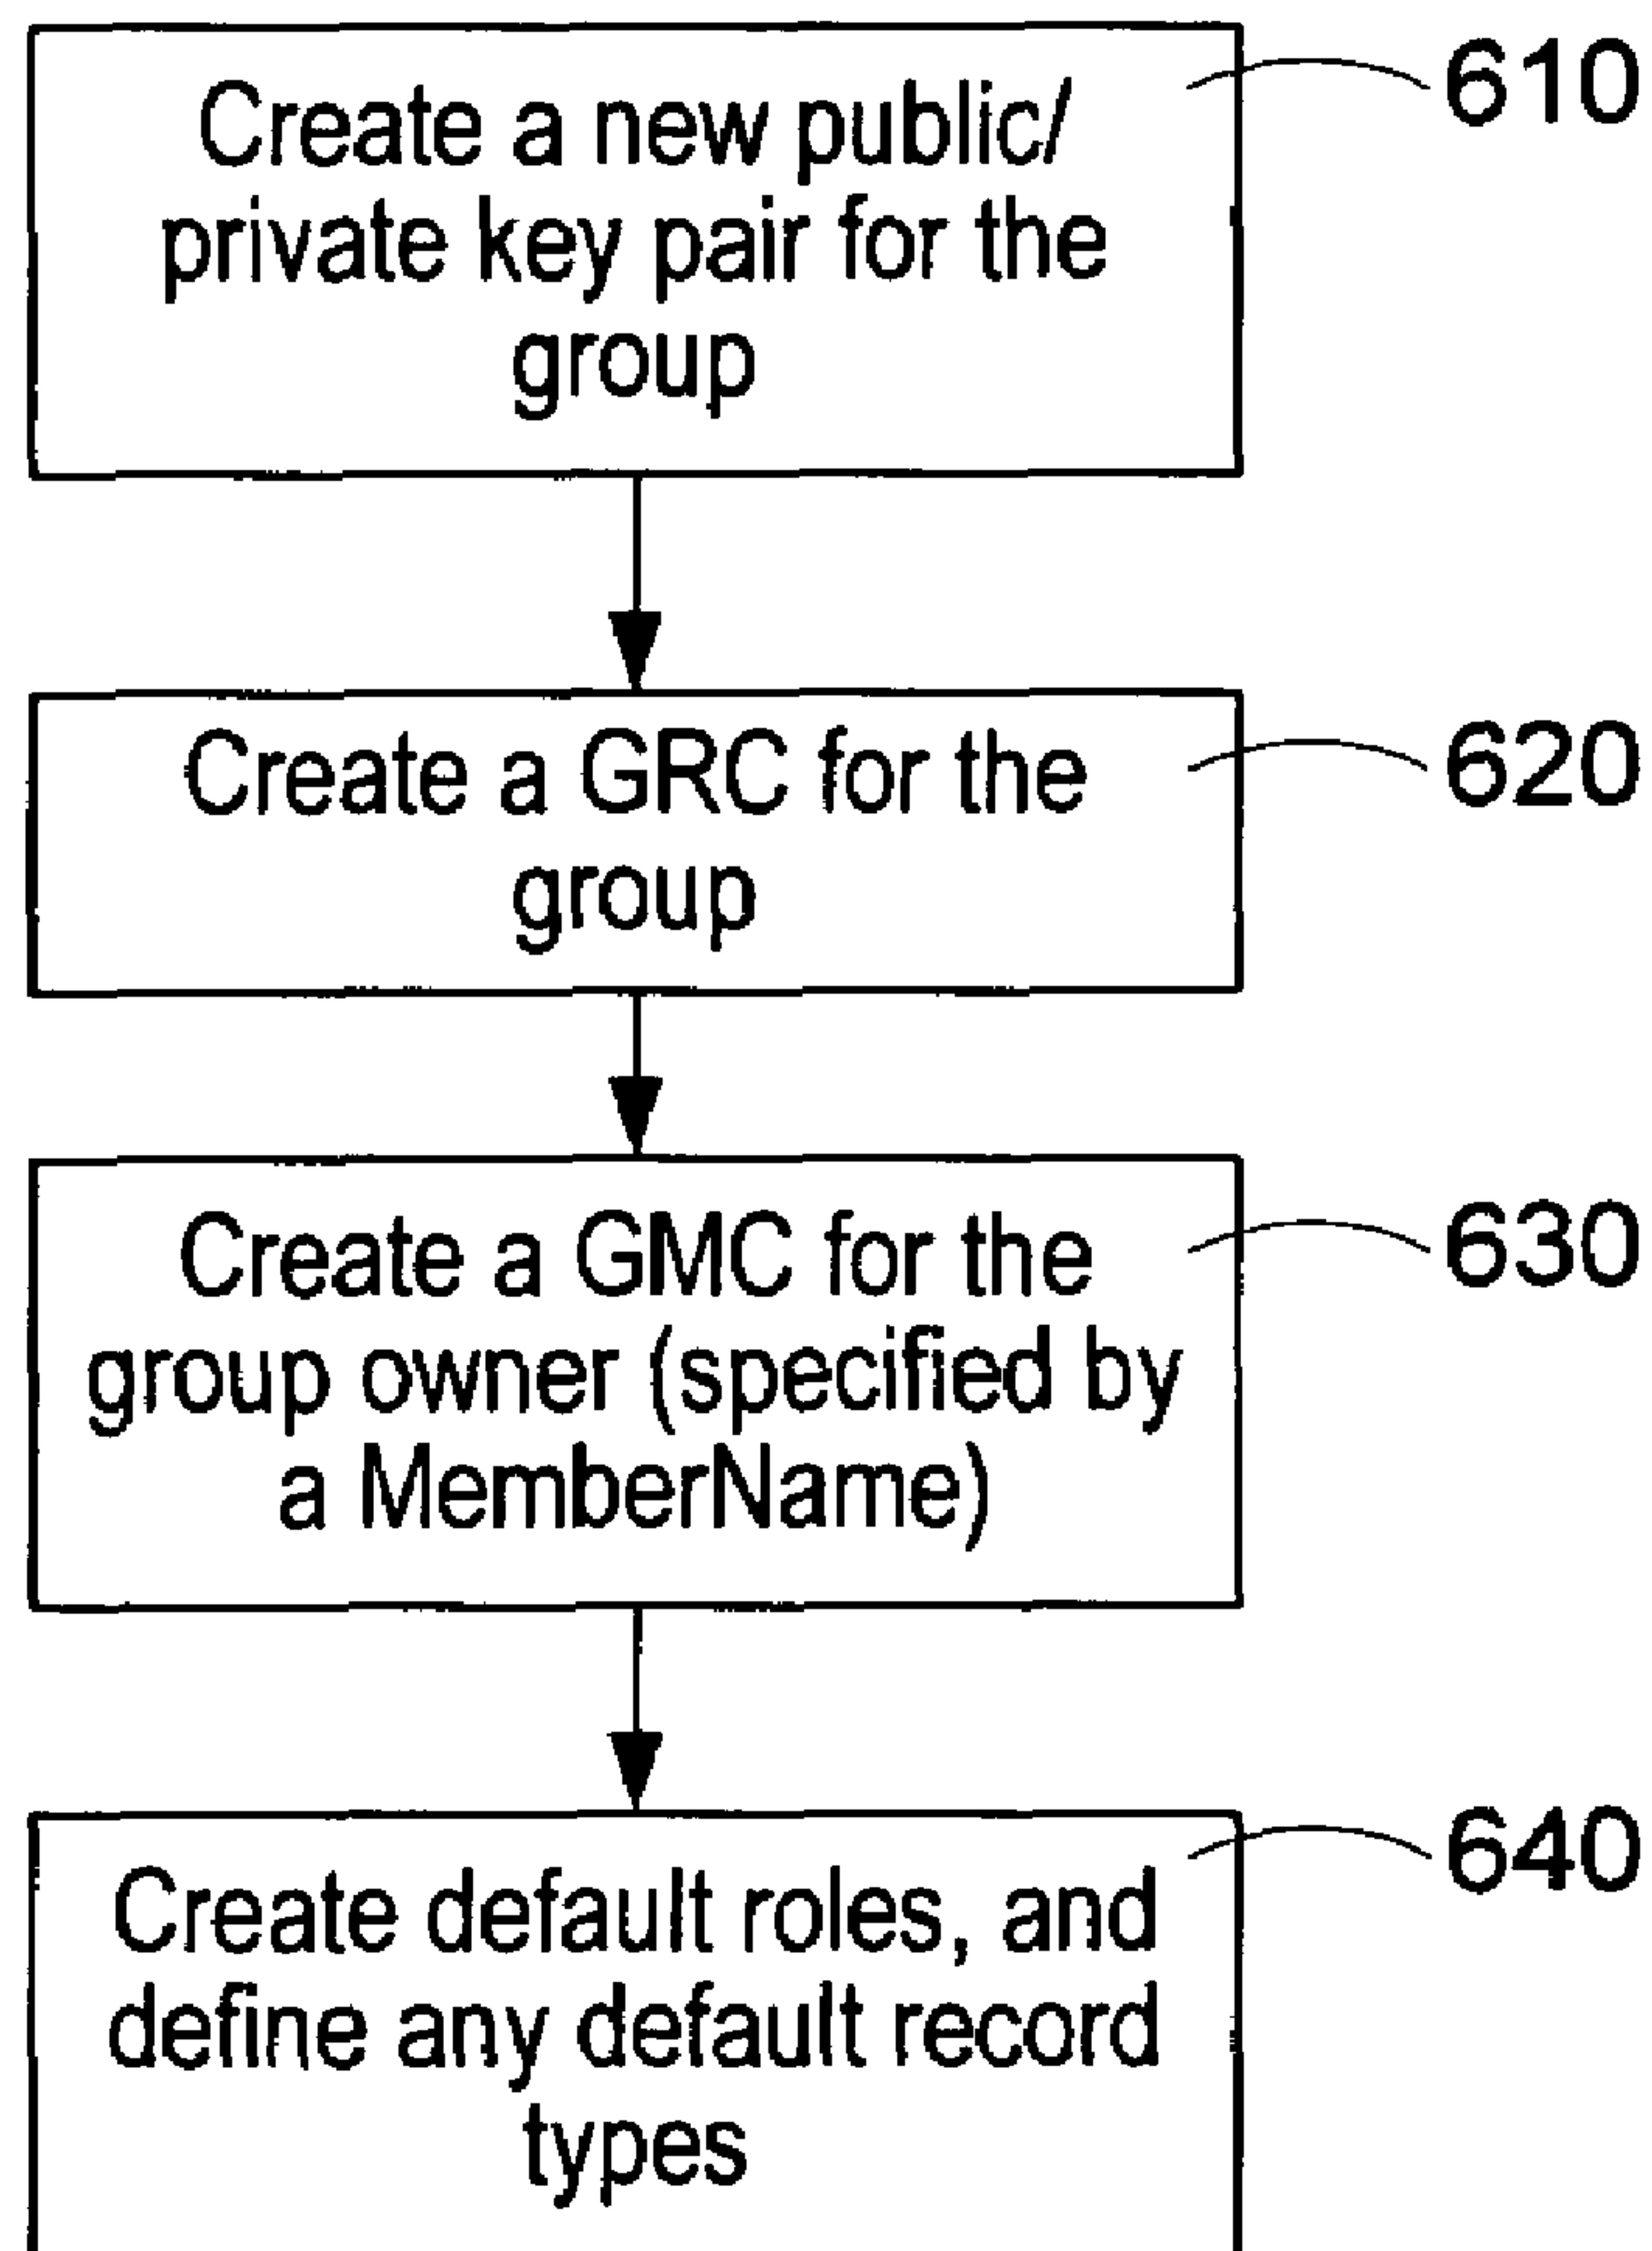 Create a new public/
private key pair for the
group
610
Create a GRC for the
group
620
Create a GMC for the
group owner (specified by
a MemberName)
630
Create default roles, and
define any default record
types
640